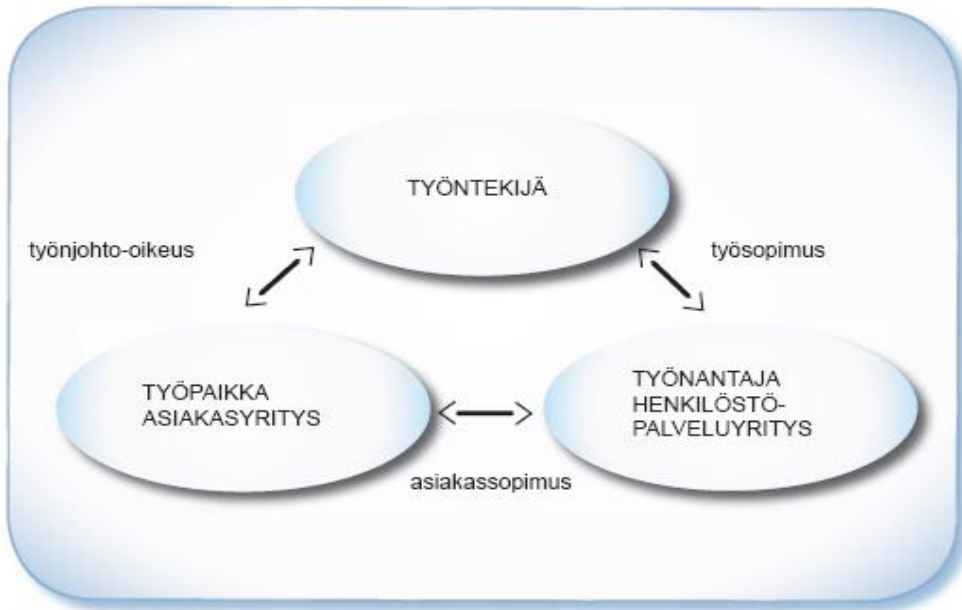 TYÖNTEKIJÄ
työnjohto-oikeus
työsopimus
TYÖPAIKKA
ASIAKASYRITYS
TYÖNANTAJA
HENKILÖSTÖ-
PALVELUYRITYS
asiakassopimus